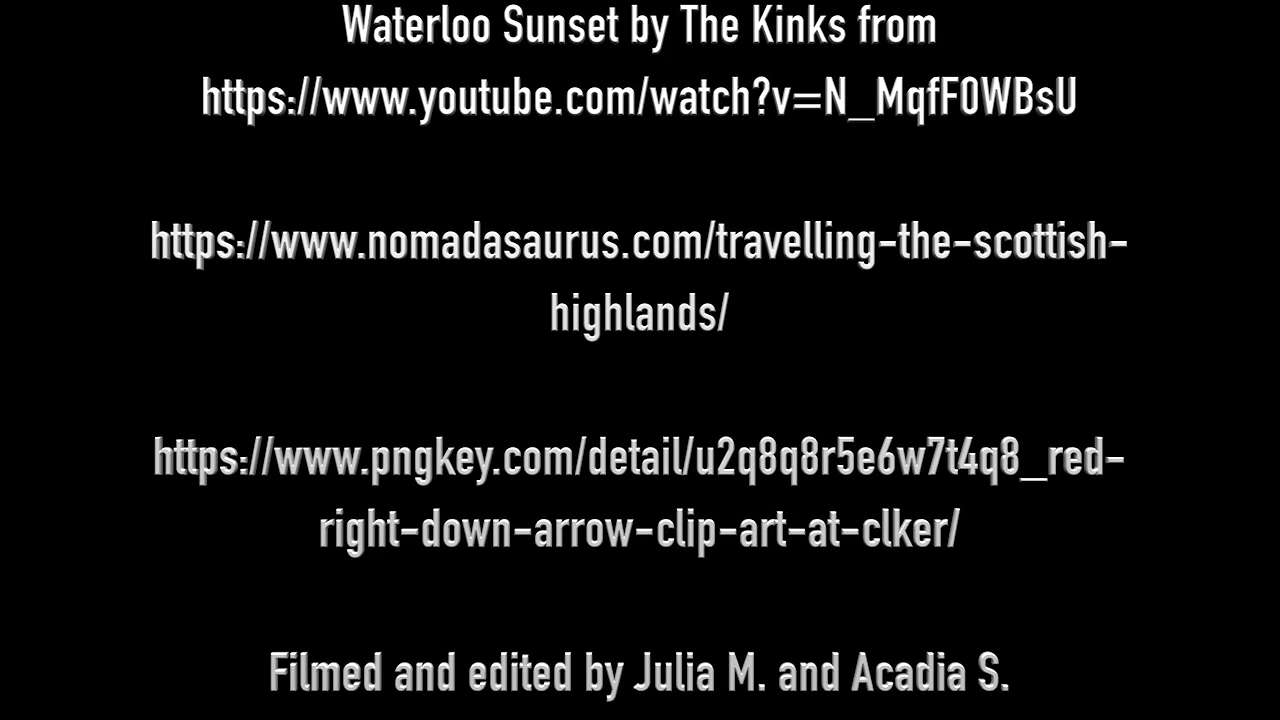 Waterloo Sunset by The Kinks from
https://www.youtube.com/watch?v=N_MqfF0WBsU
https://www.nomadasaurus.com/travelling-the-scottish-
highlands/
https://www.pngkey.com/detail/u2q8q8r5e6w7t4q8_red-
right-down-arrow-clip-art-at-clker/
Filmed and edited by Julia M. and Acadia S.